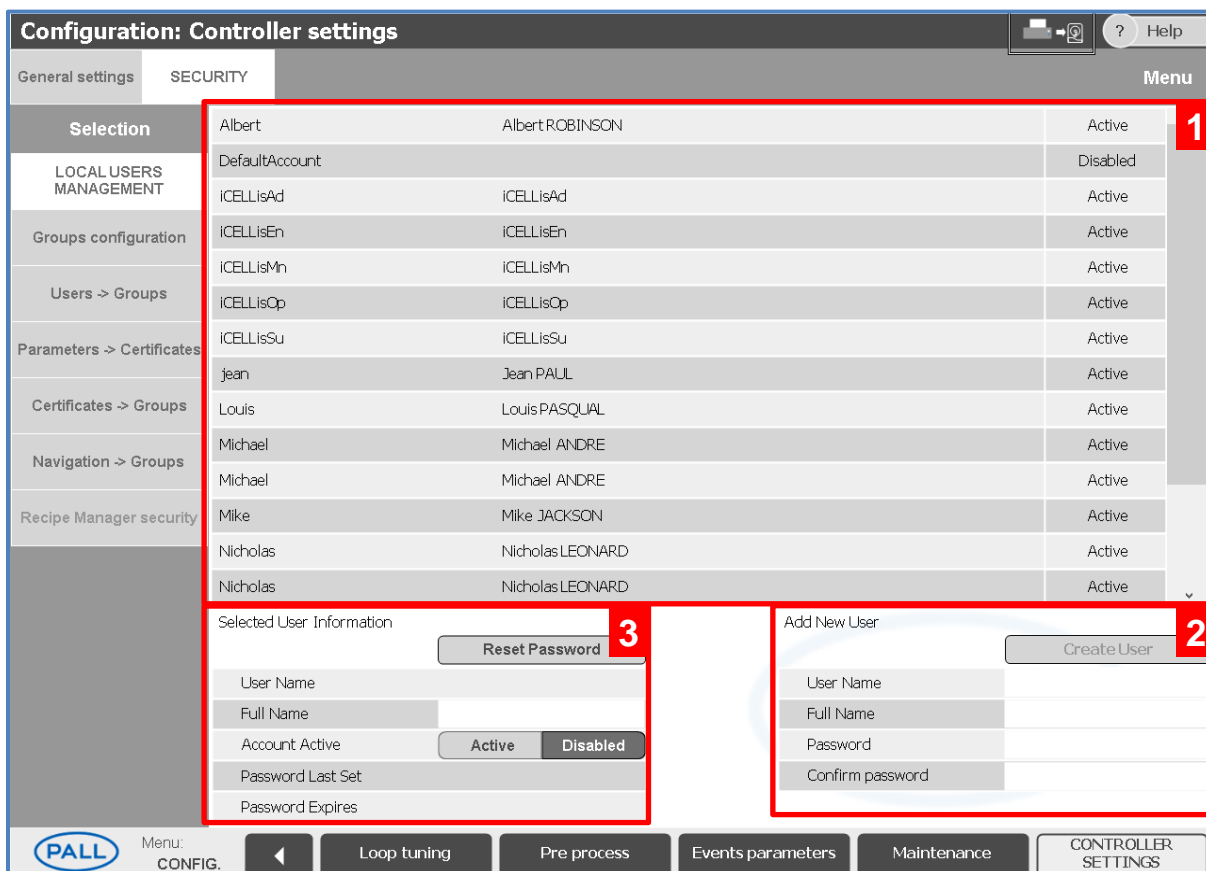 Configuration: Controller settings
? Help
General settings SECURITY Menu
Selection
LOCAL USERS
MANAGEMENT
Groups configuration
Users -> Groups
Parameters -> Certificates
Certificates -> Groups
Navigation -> Groups
Recipe Manager security
1
Albert Albert ROBINSON Active
DefaultAccount Disabled
iCELLisAd iCELLisAd Active
iCELLisEn iCELLisEn Active
iCELLisMn iCELLisMn Active
iCELLisOp iCELLisOp Active
iCELLisSu iCELLisSu Active
jean Jean PAUL Active
Louis Louis PASQUAL Active
Michael Michael ANDRE Active
Michael Michael ANDRE Active
Mike Mike JACKSON Active
Nicholas Nicholas LEONARD Active
Nicholas Nicholas LEONARD Active
Selected User Information
3
Reset Password
User Name
Full Name
Account Active Active Disabled
Password Last Set
Password Expires
Add New User
2
Create User
User Name
Full Name
Password
Confirm password
PALL
Menu:
CONFIG.
Loop tuning
Pre process
Events parameters
Maintenance
CONTROLLER
SETTINGS